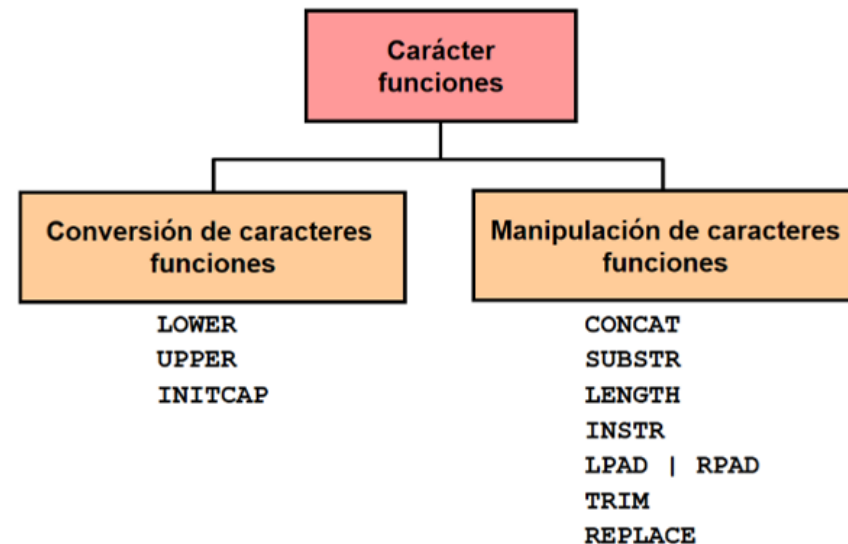 Carácter
funciones
Conversión de caracteres
funciones
LOWER
UPPER
INITCAP
Manipulación de caracteres
funciones
CONCAT
SUBSTR
LENGTH
INSTR
LPAD | RPAD
TRIM
REPLACE